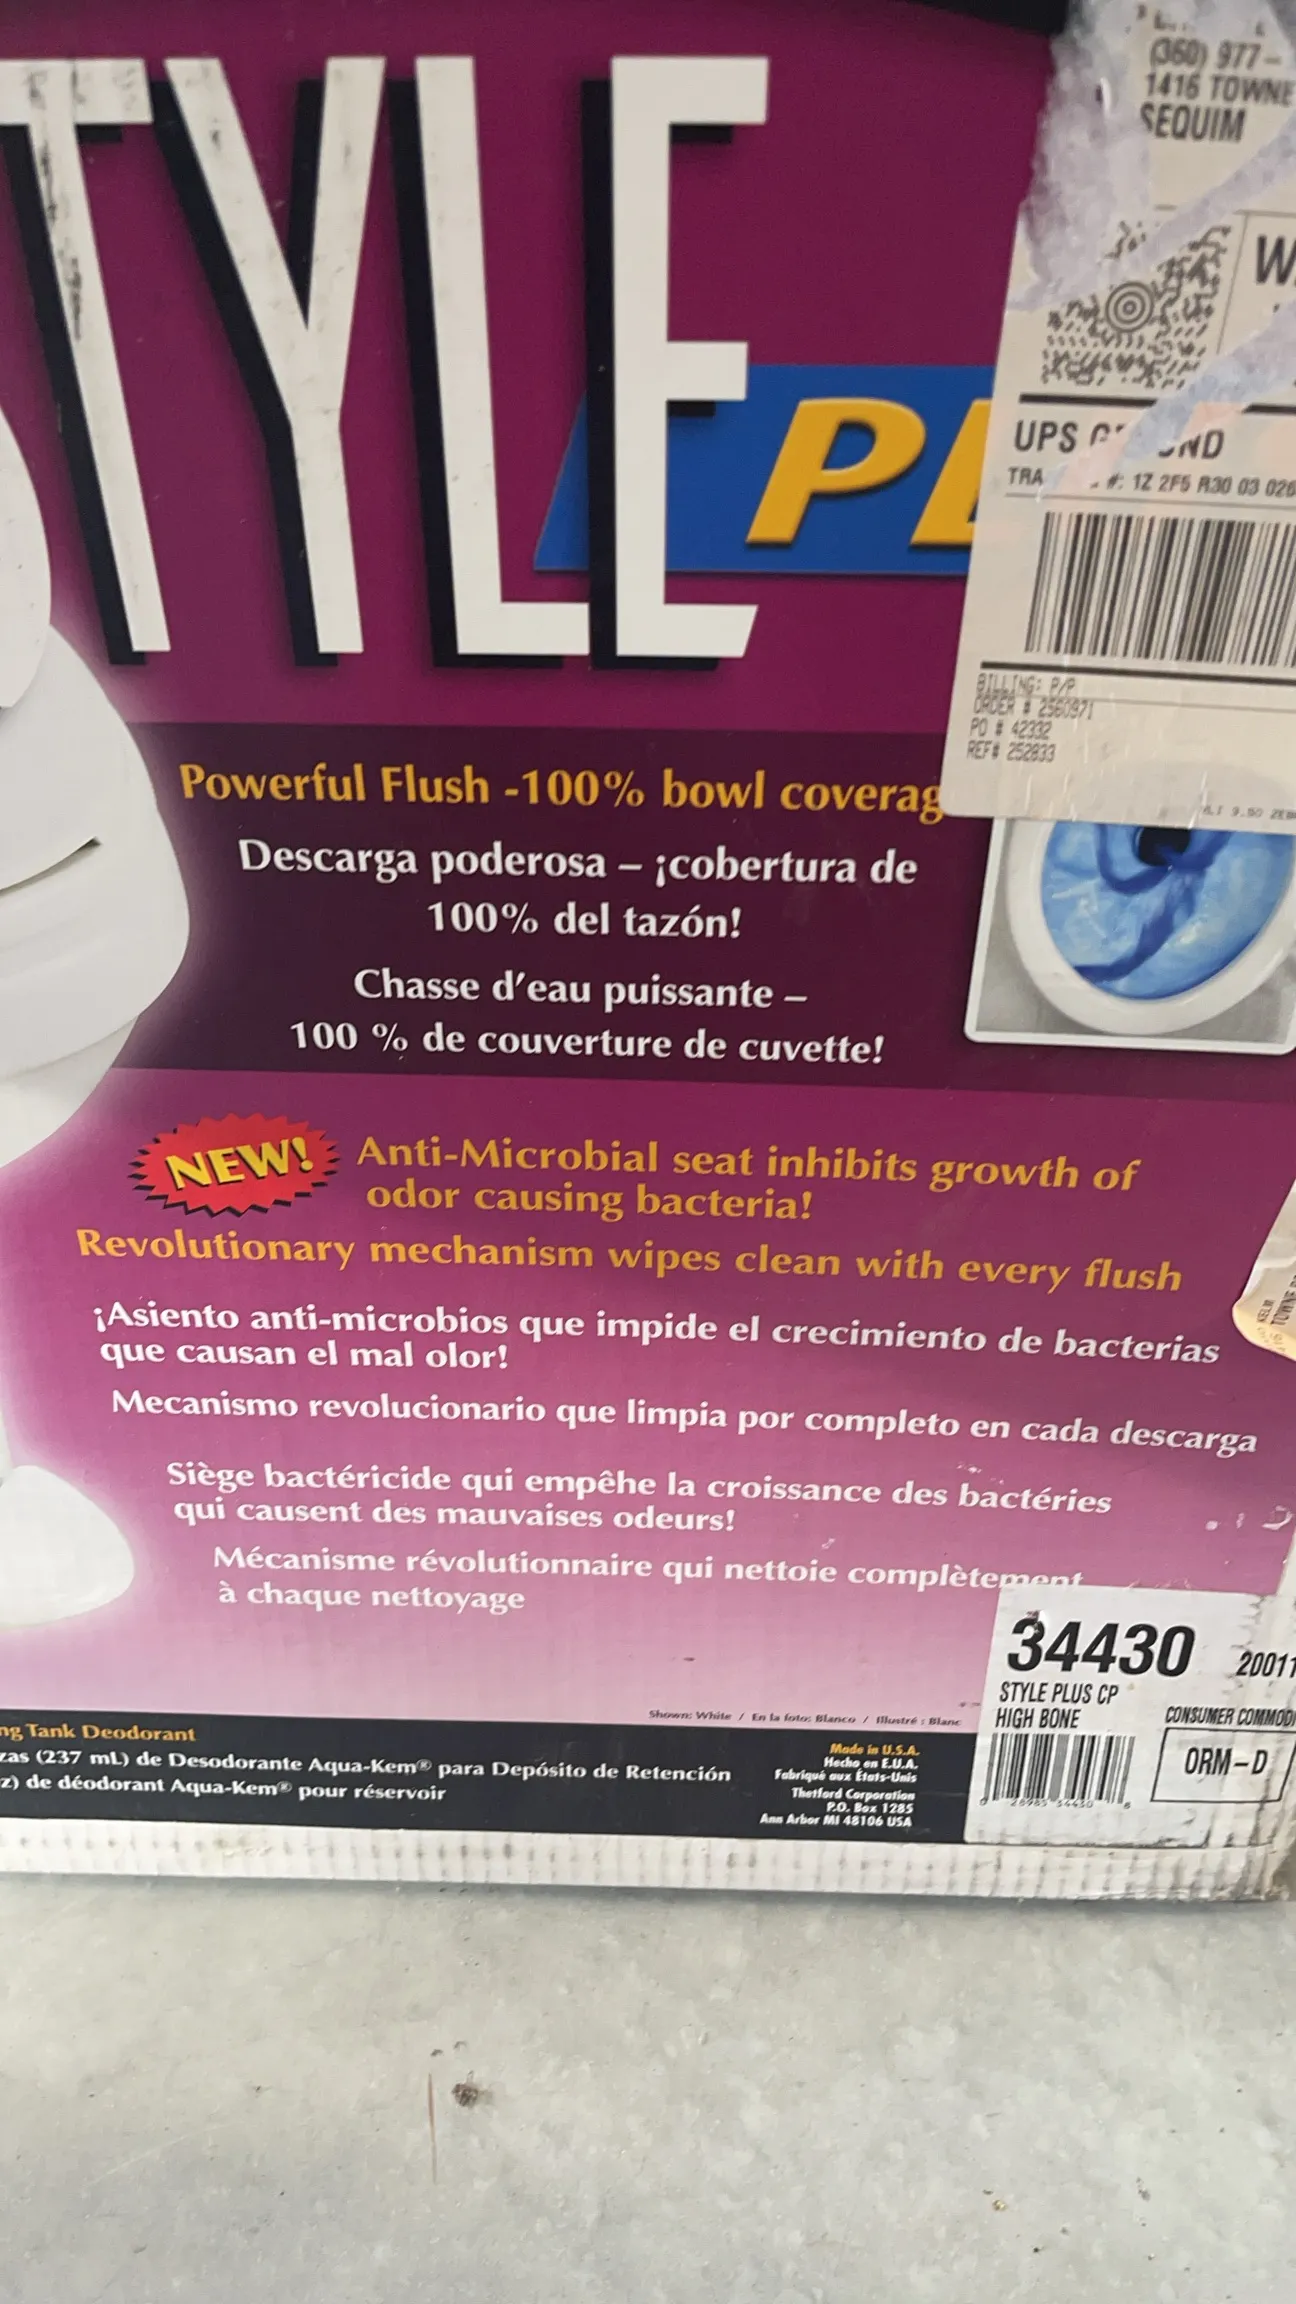 (360) 977-
1416 TOWNE
SEQUIM
TYLE
UPS
TRA #: 1Z 2F5 R30 03 026
BILLING: P/P
ORDER # 2560971
PO # 42332
REF# 252833
Powerful Flush -100% bowl coverag
Descarga poderosa – ¡cobertura de
100% del tazón!
Chasse d'eau puissante –
100 % de couverture de cuvette!
NEW! Anti-Microbial seat inhibits growth of
odor causing bacteria!
Revolutionary mechanism wipes clean with every flush
¡Asiento anti-microbios que impide el crecimiento de bacterias
que causan el mal olor!
Mecanismo revolucionario que limpia por completo en cada descarga
Siège bactéricide qui empêhe la croissance des bactéries
qui causent des mauvaises odeurs!
Mécanisme révolutionnaire qui nettoie complètement
à chaque nettoyage
34430 20011
STYLE PLUS CP
HIGH BONE
CONSUMER COMMODI
ORM-D
Shown: White / En la foto: Blanco / Illustré : Blanc
ng Tank Deodorant
zas (237 mL) de Desodorante Aqua-Kem® para Depósito de Retención
z) de déodorant Aqua-Kem® pour réservoir
Made in U.S.A.
Hecho en E.U.A.
Fabriqué aux États-Unis
Thetford Corporation
P.O. Box 1285
Ann Arbor MI 48106 USA